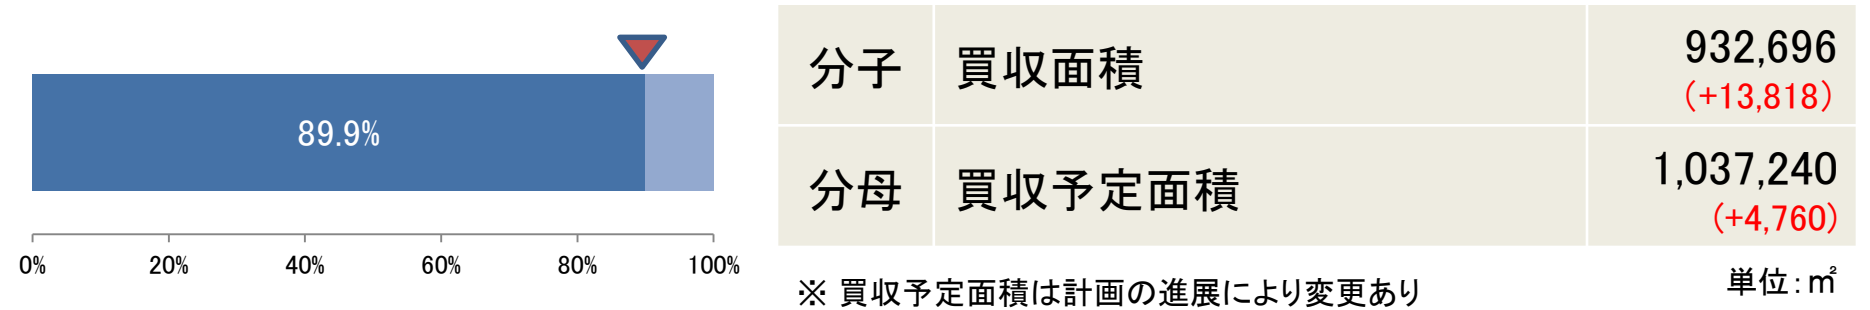 89.9%
0% 20% 40% 60% 80% 100%
分子 買収面積 932,696
(+13,818)
分母 買収予定面積 1,037,240
(+4,760)
※ 買収予定面積は計画の進展により変更あり
単位：㎡